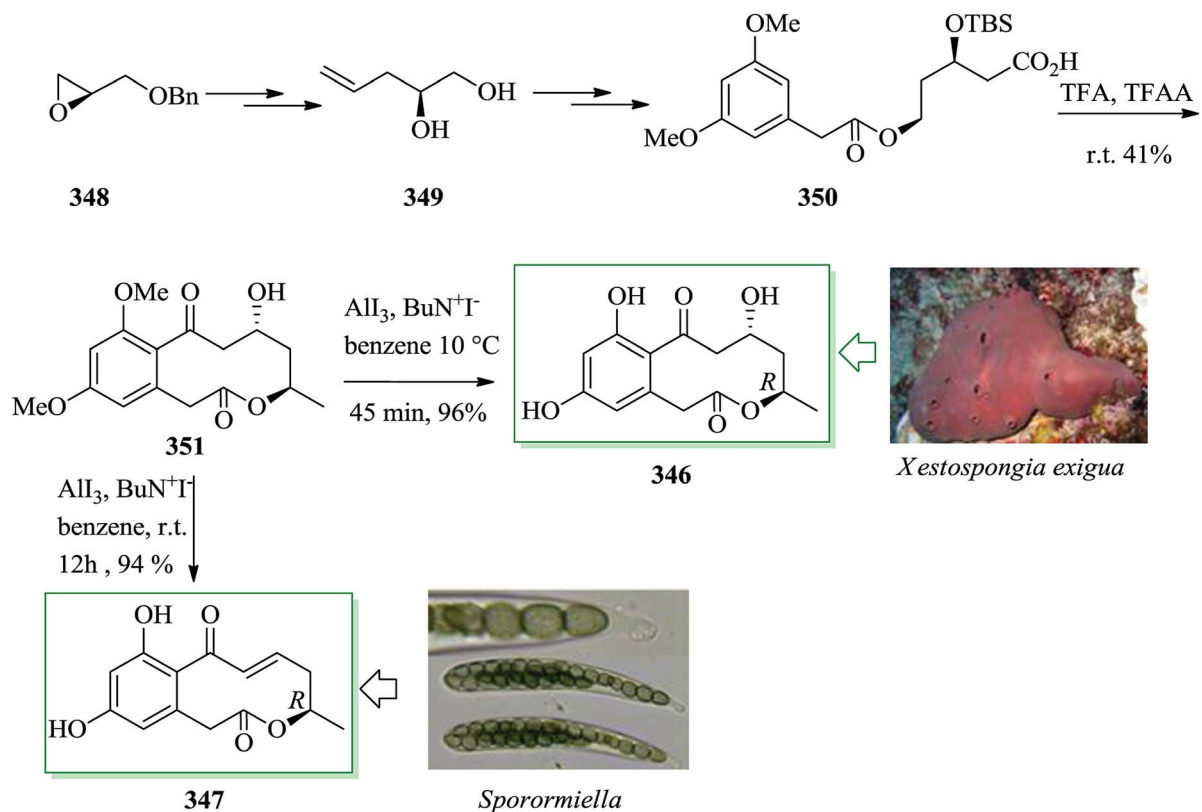 OMe
OTBS
CO₂H
O
OBn
OH
OH
MeO
O
O
TFA, TFAA
r.t. 41%
348
349
350
OMe
O
OH
MeO
O
O
351
AlI₃, BuN⁺I⁻
benzene 10 °C
45 min, 96%
OH
O
OH
HO
O
O
R
346
Xestospongia exigua
AlI₃, BuN⁺I⁻
benzene, r.t.
12h , 94 %
OH
O
HO
O
O
R
347
Sporormiella